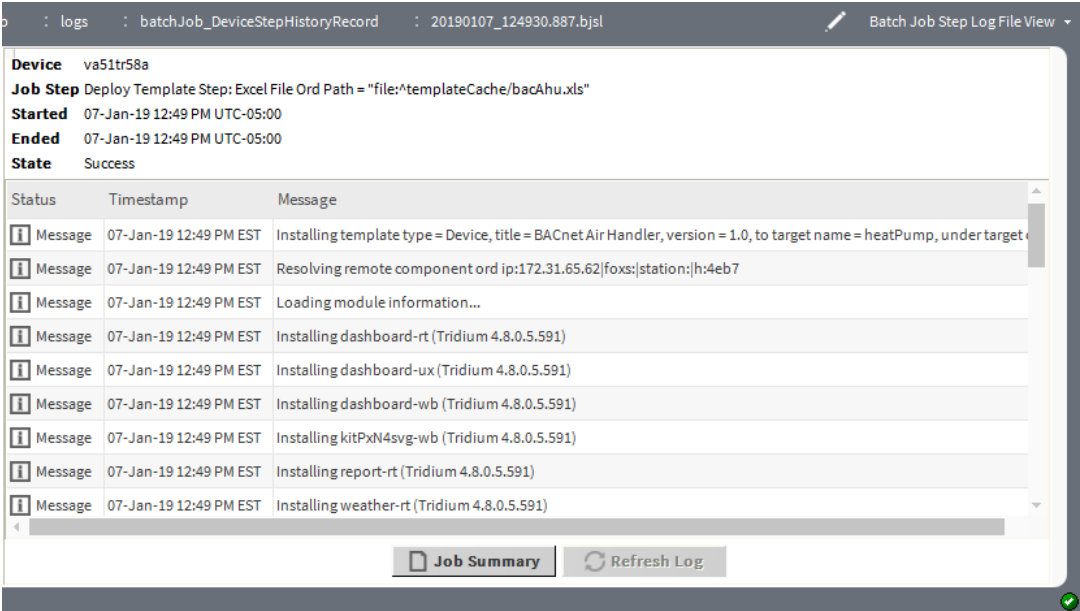 : logs : batchJob_DeviceStepHistoryRecord : 20190107_124930.887.bjsl Batch Job Step Log File View
Device va51tr58a
Job Step Deploy Template Step: Excel File Ord Path = "file:^templateCache/bacAhu.xls"
Started 07-Jan-19 12:49 PM UTC-05:00
Ended 07-Jan-19 12:49 PM UTC-05:00
State Success
Status Timestamp Message
Message 07-Jan-19 12:49 PM EST Installing template type = Device, title = BACnet Air Handler, version = 1.0, to target name = heatPump, under target
Message 07-Jan-19 12:49 PM EST Resolving remote component ord ip:172.31.65.62|foxs:|station:|h:4eb7
Message 07-Jan-19 12:49 PM EST Loading module information...
Message 07-Jan-19 12:49 PM EST Installing dashboard-rt (Tridium 4.8.0.5.591)
Message 07-Jan-19 12:49 PM EST Installing dashboard-ux (Tridium 4.8.0.5.591)
Message 07-Jan-19 12:49 PM EST Installing dashboard-wb (Tridium 4.8.0.5.591)
Message 07-Jan-19 12:49 PM EST Installing kitPxN4svg-wb (Tridium 4.8.0.5.591)
Message 07-Jan-19 12:49 PM EST Installing report-rt (Tridium 4.8.0.5.591)
Message 07-Jan-19 12:49 PM EST Installing weather-rt (Tridium 4.8.0.5.591)
Job Summary Refresh Log